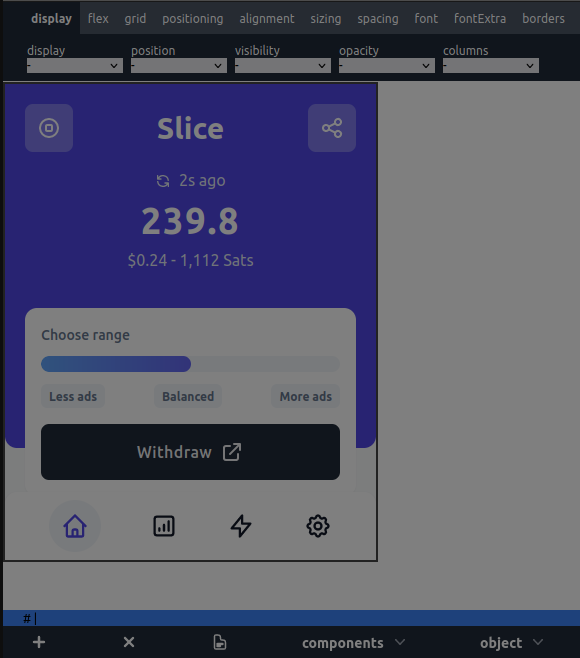 display flex grid positioning alignment sizing spacing font fontExtra borders
display position visibility opacity columns
- - - - -
Slice
2s ago
239.8
$0.24 - 1,112 Sats
Choose range
Less ads Balanced More ads
Withdraw
#
components object